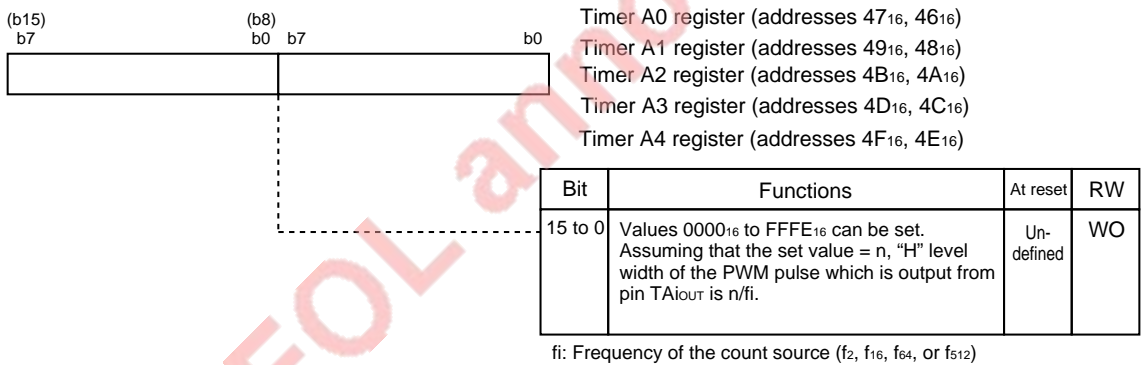 (b15) (b8)
b7 b0 b7 b0
Timer A0 register (addresses 4716, 4616)
Timer A1 register (addresses 4916, 4816)
Timer A2 register (addresses 4B16, 4A16)
Timer A3 register (addresses 4D16, 4C16)
Timer A4 register (addresses 4F16, 4E16)
Bit Functions At reset RW
15 to 0 Values 000016 to FFFE16 can be set. Un- WO
Assuming that the set value = n, “H” level defined
width of the PWM pulse which is output from
pin TAiOUT is n/fi.
fi: Frequency of the count source (f2, f16, f64, or f512)
EOL anno